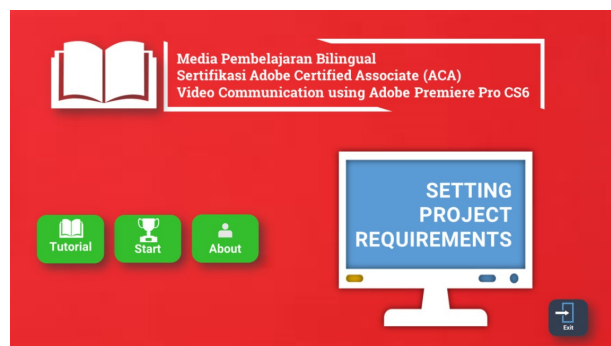 Media Pembelajaran Bilingual
Sertifikasi Adobe Certified Associate (ACA)
Video Communication using Adobe Premiere Pro CS6
SETTING
PROJECT
REQUIREMENTS
Tutorial
Start
About
Exit